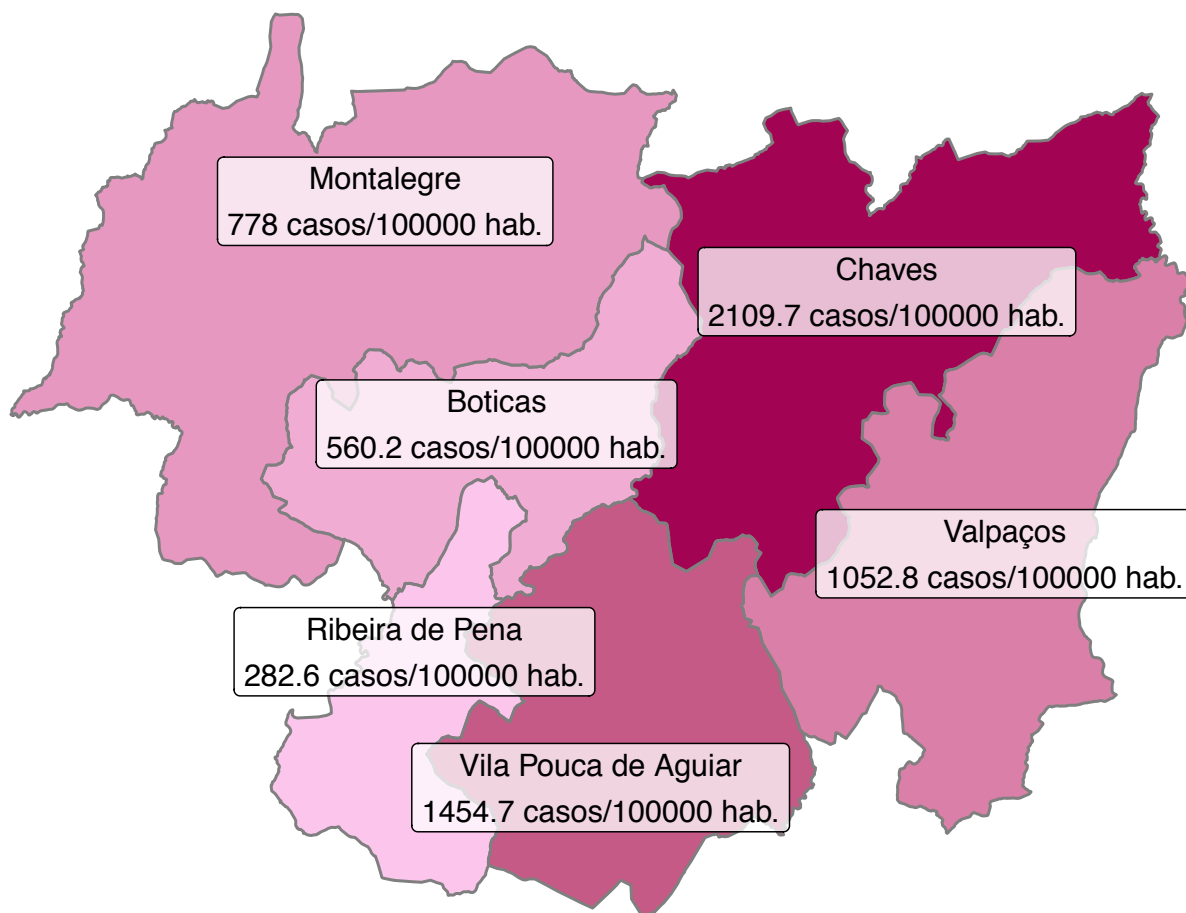 Montalegre
778 casos/100000 hab.
Chaves
2109.7 casos/100000 hab.
Boticas
560.2 casos/100000 hab.
Valpaços
1052.8 casos/100000 hab.
Ribeira de Pena
282.6 casos/100000 hab.
Vila Pouca de Aguiar
1454.7 casos/100000 hab.